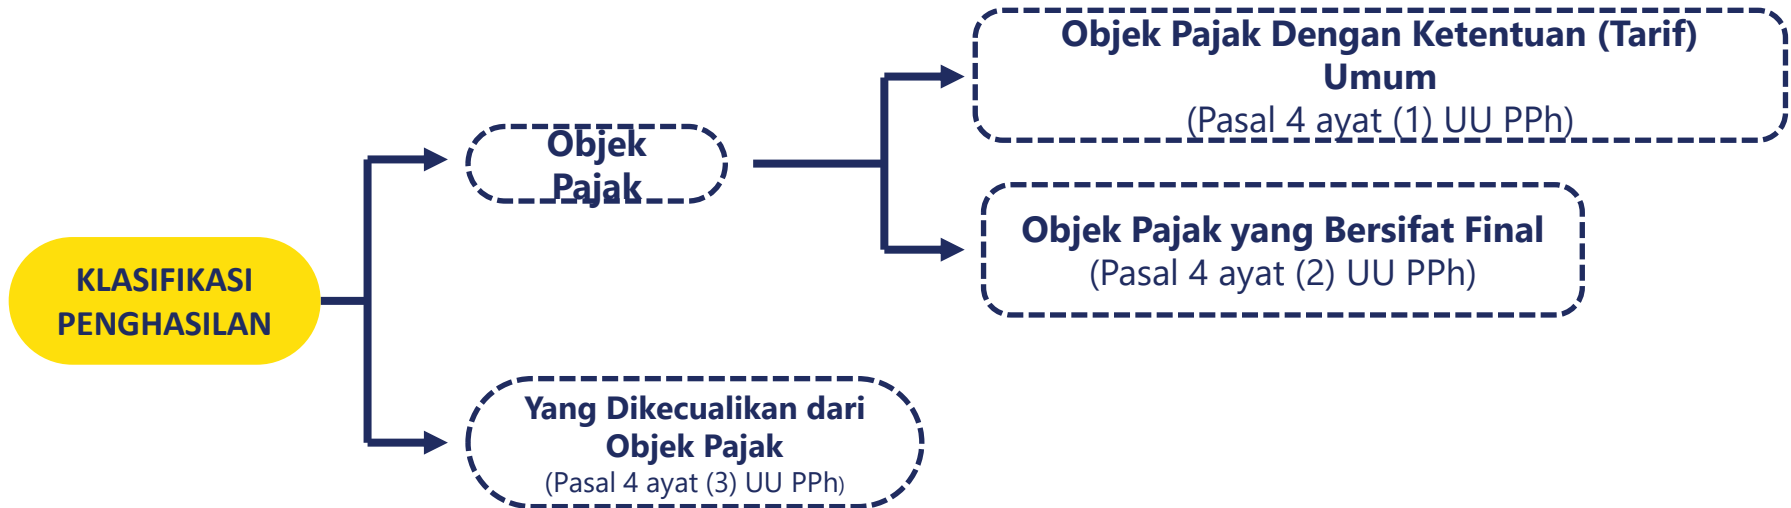 KLASIFIKASI
PENGHASILAN
Objek
Pajak
Objek Pajak Dengan Ketentuan (Tarif)
Umum
(Pasal 4 ayat (1) UU PPh)
Objek Pajak yang Bersifat Final
(Pasal 4 ayat (2) UU PPh)
Yang Dikecualikan dari
Objek Pajak
(Pasal 4 ayat (3) UU PPh)